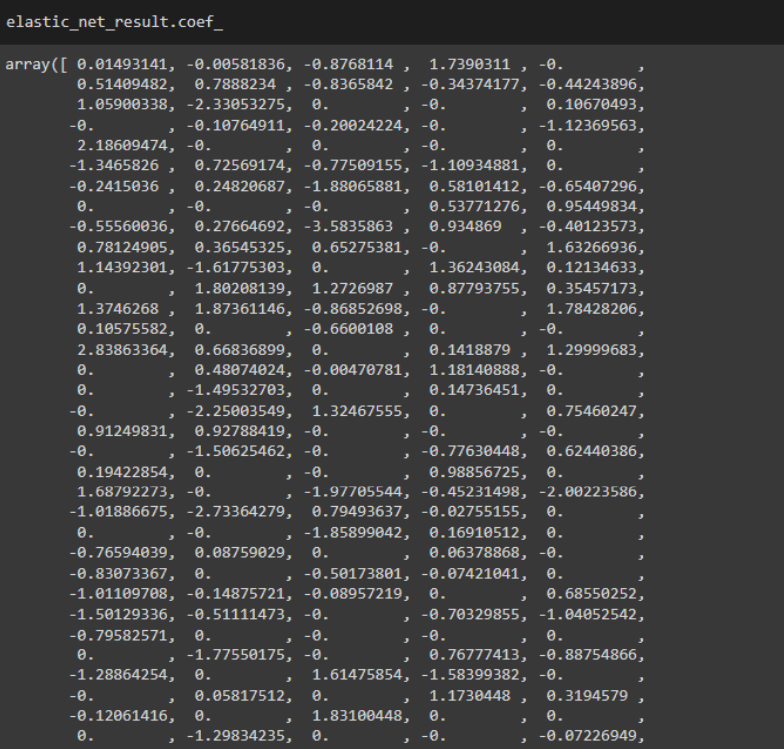 elastic_net_result.coef_
array([ 0.01493141, -0.00581836, -0.8768114 ,  1.7390311 , -0.        ,
        0.51409482,  0.7888234 , -0.8365842 , -0.34374177, -0.44243896,
        1.05900338, -2.33053275,  0.        , -0.        ,  0.10670493,
       -0.        , -0.10764911, -0.20024224, -0.        , -1.12369563,
        2.18609474, -0.        ,  0.        , -0.        ,  0.        ,
       -1.3465826 ,  0.72569174, -0.77509155, -1.10934881,  0.        ,
       -0.2415036 ,  0.24820687, -1.88065881,  0.58101412, -0.65407296,
        0.        , -0.        , -0.        ,  0.53771276,  0.95449834,
       -0.55560036,  0.27664692, -3.5835863 ,  0.934869  , -0.40123573,
        0.78124905,  0.36545325,  0.65275381, -0.        ,  1.63266936,
        1.14392301, -1.61775303,  0.        ,  1.36243084,  0.12134633,
        0.        ,  1.80208139,  1.2726987 ,  0.87793755,  0.35457173,
        1.3746268 ,  1.87361146, -0.86852698, -0.        ,  1.78428206,
        0.10575582,  0.        , -0.6600108 ,  0.        , -0.        ,
        2.83863364,  0.66836899,  0.        ,  0.1418879 ,  1.29999683,
        0.        ,  0.48074024, -0.00470781,  1.18140888, -0.        ,
        0.        , -1.49532703,  0.        ,  0.14736451,  0.        ,
       -0.        , -2.25003549,  1.32467555,  0.        ,  0.75460247,
        0.91249831,  0.92788419, -0.        , -0.        , -0.        ,
       -0.        , -1.50625462, -0.        , -0.77630448,  0.62440386,
        0.19422854,  0.        , -0.        ,  0.98856725,  0.        ,
        1.68792273, -0.        , -1.97705544, -0.45231498, -2.00223586,
       -1.01886675, -2.73364279,  0.79493637, -0.02755155,  0.        ,
        0.        , -0.        , -1.85899042,  0.16910512,  0.        ,
       -0.76594039,  0.08759029,  0.        ,  0.06378868, -0.        ,
       -0.83073367,  0.        , -0.50173801, -0.07421041,  0.        ,
       -1.01109708, -0.14875721, -0.08957219,  0.        ,  0.68550252,
       -1.50129336, -0.51111473, -0.        , -0.70329855, -1.04052542,
       -0.79582571,  0.        , -0.        , -0.        ,  0.        ,
        0.        , -1.77550175, -0.        ,  0.76777413, -0.88754866,
       -1.28864254,  0.        ,  1.61475854, -1.58399382, -0.        ,
       -0.        ,  0.05817512,  0.        ,  1.1730448 ,  0.3194579 ,
       -0.12061416,  0.        ,  1.83100448,  0.        ,  0.        ,
        0.        , -1.29834235,  0.        , -0.        , -0.07226949,